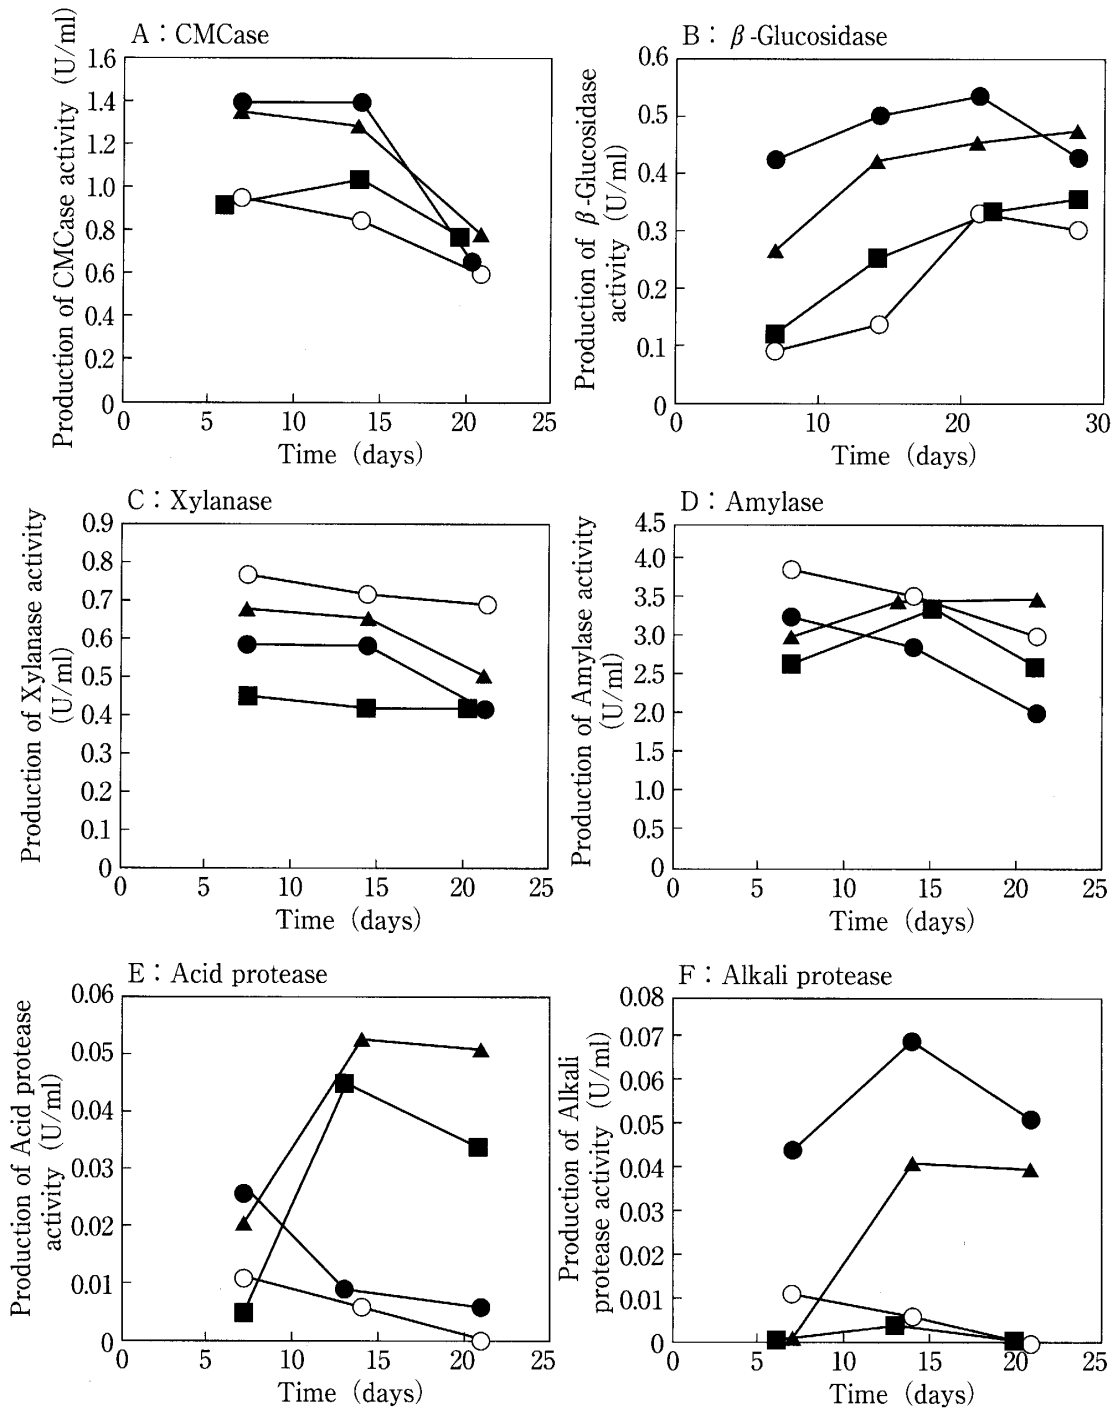 A：CMCase
Production of CMCase activity (U/ml)
1.6
1.4
1.2
1.0
0.8
0.6
0.4
0.2
0
0 5 10 15 20 25
Time (days)
B：β-Glucosidase
Production of β-Glucosidase
activity (U/ml)
0.6
0.5
0.4
0.3
0.2
0.1
0
0 10 20 30
Time (days)
C：Xylanase
Production of Xylanase activity
(U/ml)
0.9
0.8
0.7
0.6
0.5
0.4
0.3
0.2
0.1
0
0 5 10 15 20 25
Time (days)
D：Amylase
Production of Amylase activity
(U/ml)
4.5
4.0
3.5
3.0
2.5
2.0
1.5
1.0
0.5
0
0 5 10 15 20 25
Time (days)
E：Acid protease
Production of Acid protease
activity (U/ml)
0.06
0.05
0.04
0.03
0.02
0.01
0
0 5 10 15 20 25
Time (days)
F：Alkali protease
Production of Alkali
protease activity (U/ml)
0.08
0.07
0.06
0.05
0.04
0.03
0.02
0.01
0
0 5 10 15 20 25
Time (days)